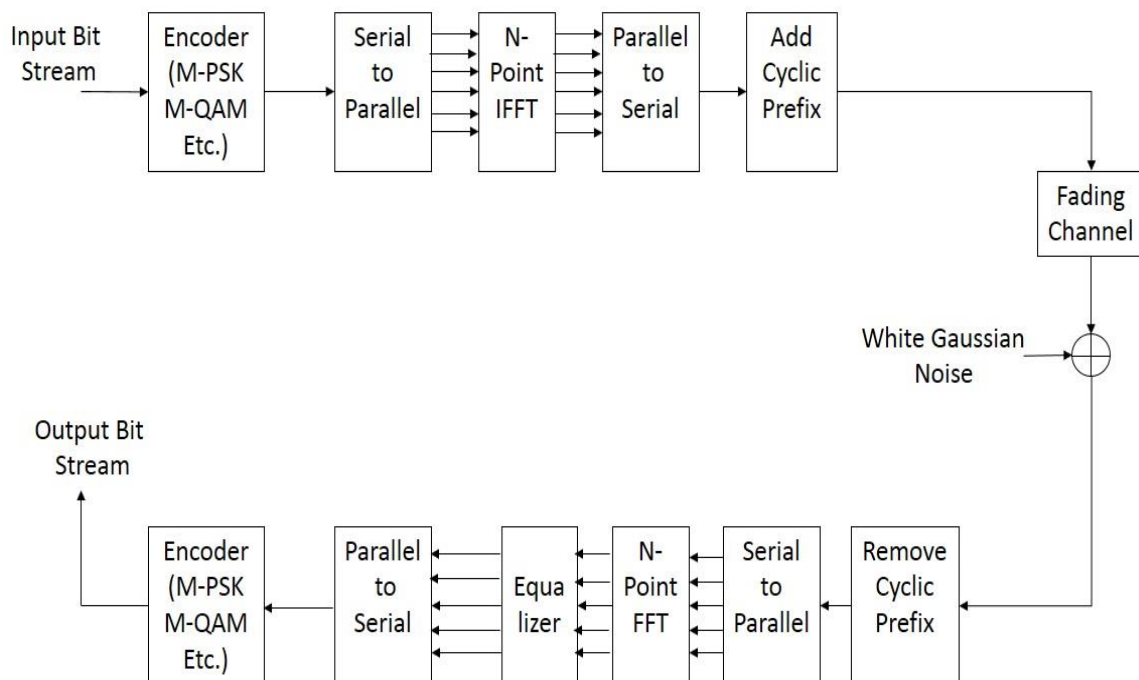 Input Bit
Stream
Encoder
(M-PSK
M-QAM
Etc.)
Serial
to
Parallel
N-
Point
IFFT
Parallel
to
Serial
Add
Cyclic
Prefix
Fading
Channel
White Gaussian
Noise
Output Bit
Stream
Encoder
(M-PSK
M-QAM
Etc.)
Parallel
to
Serial
Equa
lizer
N-
Point
FFT
Serial
to
Parallel
Remove
Cyclic
Prefix